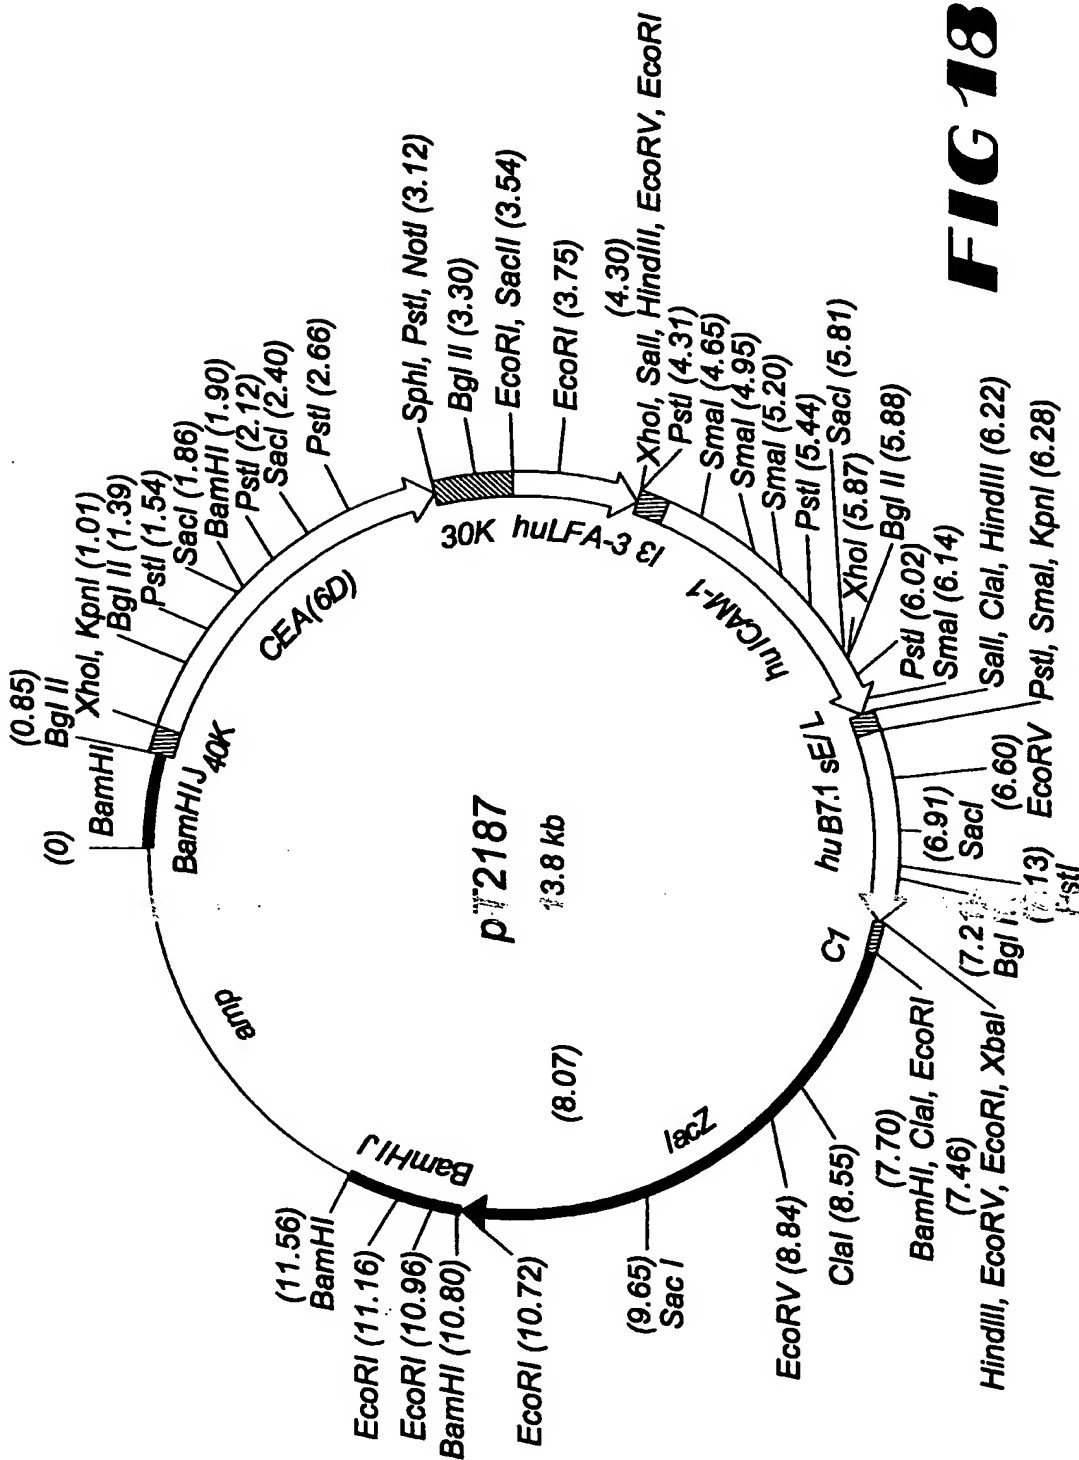 (0)
BamHI
(0.85)
Bgl II
XhoI, KpnI (1.01)
Bgl II (1.39)
PstI (1.54)
SacI (1.86)
BamHI (1.90)
PstI (2.12)
SacI (2.40)
PstI (2.66)
SphI, PstI, NotI (3.12)
Bgl II (3.30)
EcoRI, SacII (3.54)
EcoRI (3.75)
(4.30)
XhoI, SalI, HindIII, EcoRV, EcoRI
PstI (4.31)
SmaI (4.65)
SmaI (4.95)
SmaI (5.20)
PstI (5.44)
SacI (5.81)
XhoI (5.87)
Bgl II (5.88)
PstI (6.02)
SmaI (6.14)
SalI, ClaI, HindIII (6.22)
PstI, SmaI, KpnI (6.28)
(6.60)
EcoRV
(6.91)
SacI
PstI
Bgl
(7.46)
HindIII, EcoRV, EcoRI, XbaI
(7.70)
BamHI, ClaI, EcoRI
ClaI (8.55)
EcoRV (8.84)
(9.65)
Sac I
EcoRI (10.72)
BamHI (10.80)
EcoRI (10.96)
EcoRI (11.16)
(11.56)
BamHI
BamHI J
40K
CEA(6D)
30K
huLFA-3
I3
huICAM-1
sE/L
huB7.1
C1
lacZ
(8.07)
BamHI J
amp
pT2187
13.8 kb
FIG 18